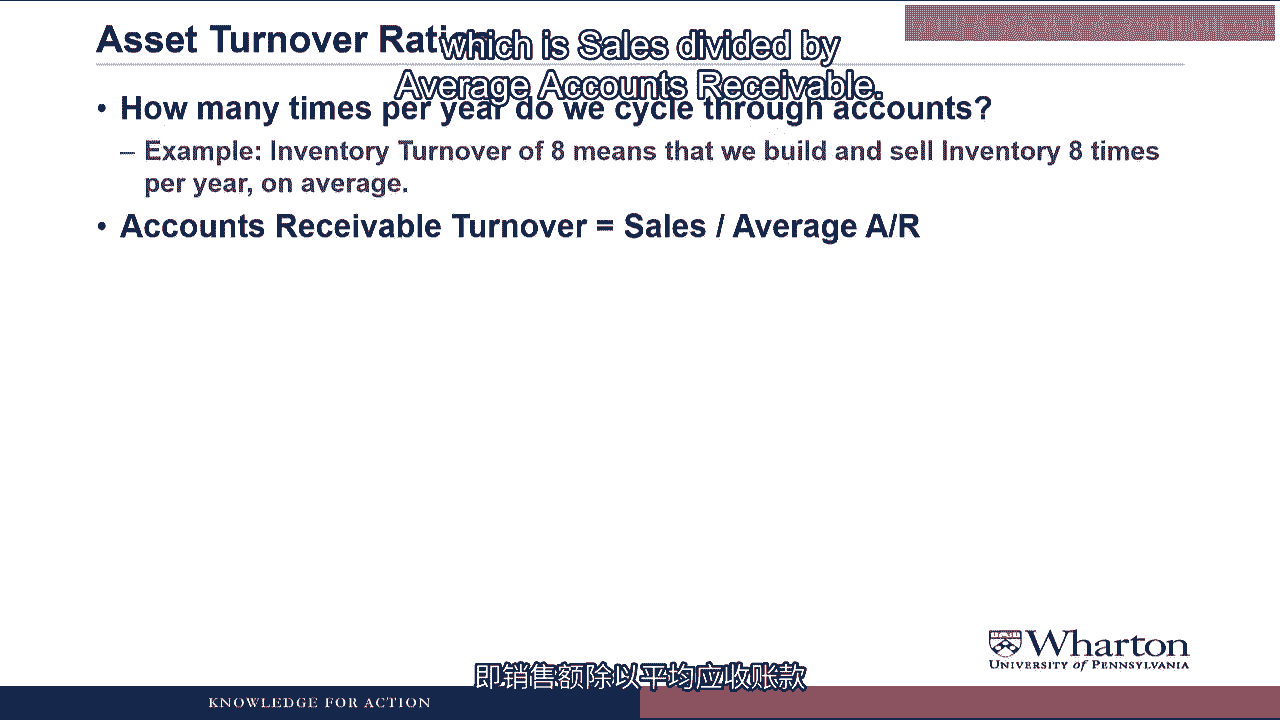 Asset Turnover Ratios
which is Sales divided by
Average Accounts Receivable.
• How many times per year do we cycle through accounts?
– Example: Inventory Turnover of 8 means that we build and sell Inventory 8 times
per year, on average.
• Accounts Receivable Turnover = Sales / Average A/R
Wharton
UNIVERSITY of PENNSYLVANIA
即销售额除以平均应收账款
KNOWLEDGE FOR ACTION